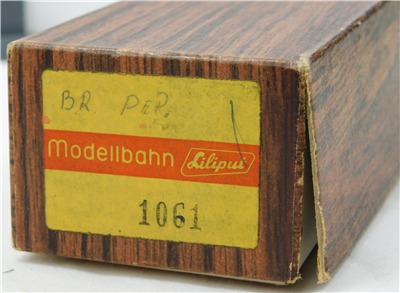 BR PER.
Modellbahn Liliput
1061